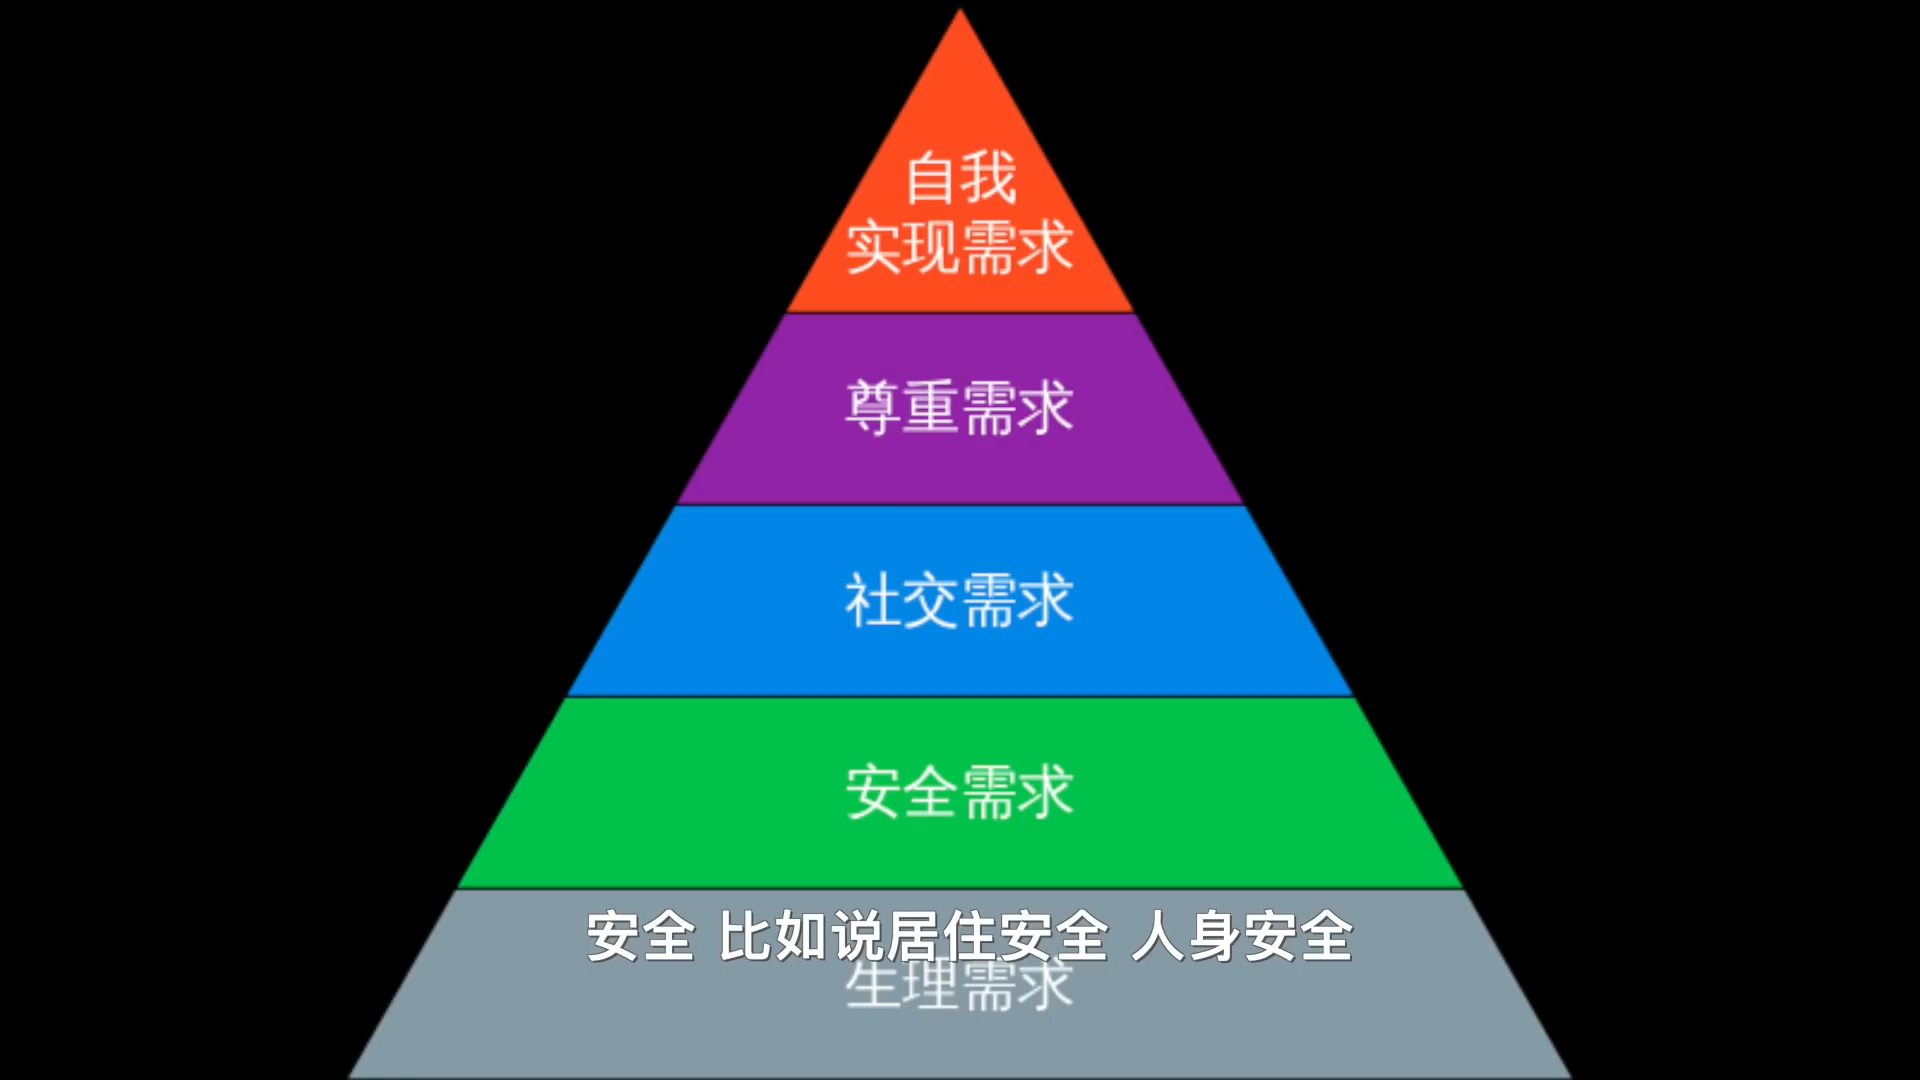 自我
实现需求
尊重需求
社交需求
安全需求
安全 比如说居住安全 人身安全
生理需求